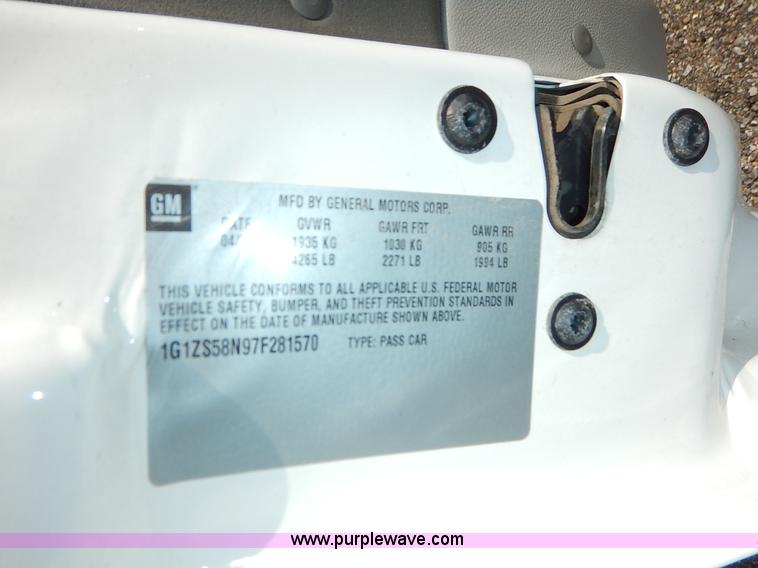 GM
MFD BY GENERAL MOTORS CORP.
DATE GVWR GAWR FRT GAWR RR
1935 KG 1030 KG 905 KG
4265 LB 2271 LB 1994 LB
THIS VEHICLE CONFORMS TO ALL APPLICABLE U.S. FEDERAL MOTOR
VEHICLE SAFETY, BUMPER, AND THEFT PREVENTION STANDARDS IN
EFFECT ON THE DATE OF MANUFACTURE SHOWN ABOVE.
1G1ZS58N97F281570 TYPE: PASS CAR
www.purplewave.com